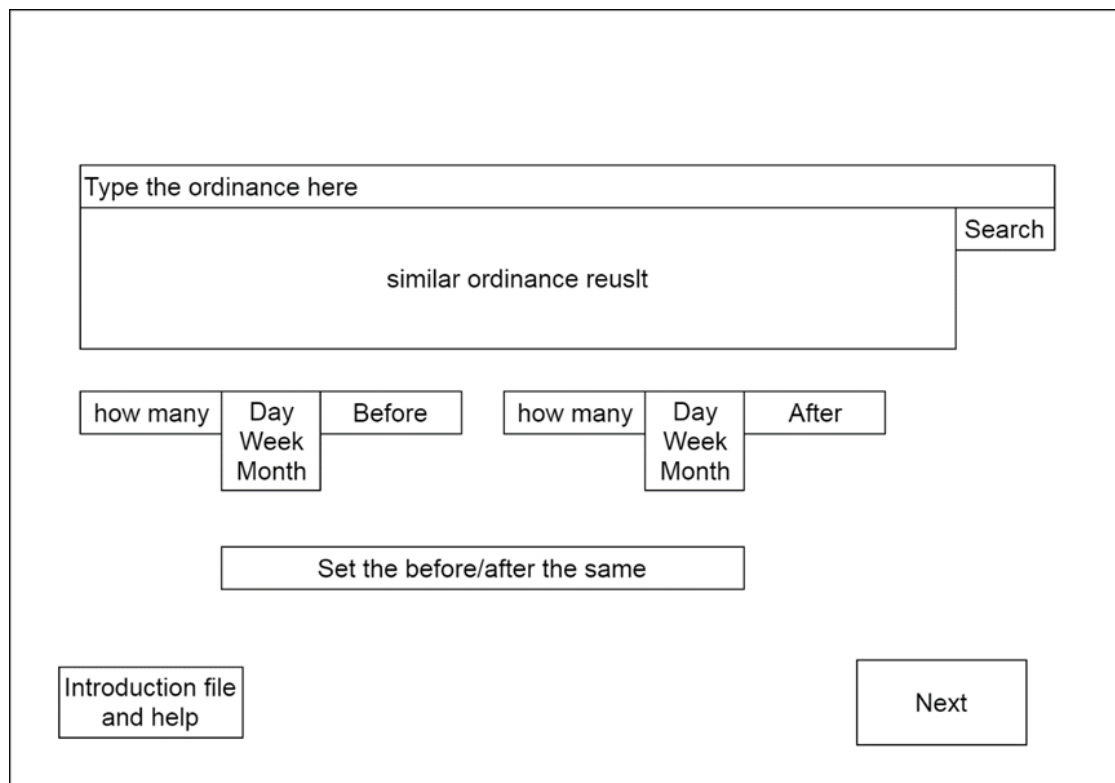 Type the ordinance here
Search
similar ordinance reuslt
how many
Day
Week
Month
Before
how many
Day
Week
Month
After
Set the before/after the same
Introduction file
and help
Next